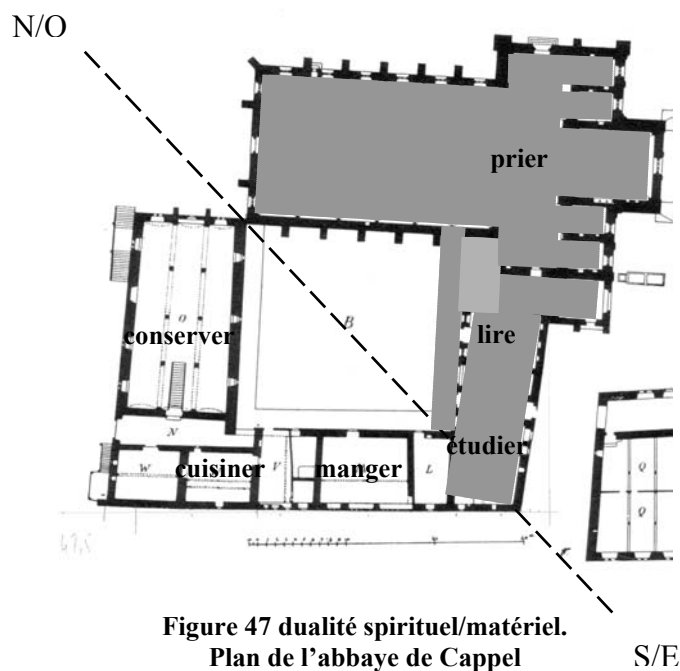 N/O
prier
B
O
conserver
lire
étudier
N
W
cuisiner
V
manger
L
Q
Q
Figure 47 dualité spirituel/matériel.
Plan de l’abbaye de Cappel
S/E